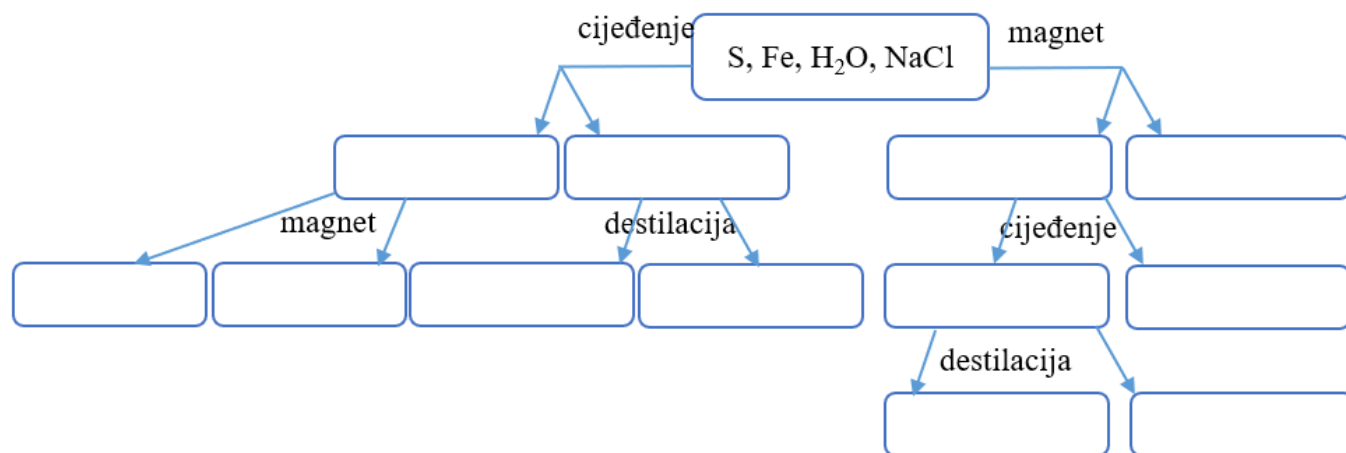 cijeđenje
S, Fe, H₂O, NaCl
magnet
magnet
destilacija
cijeđenje
destilacija